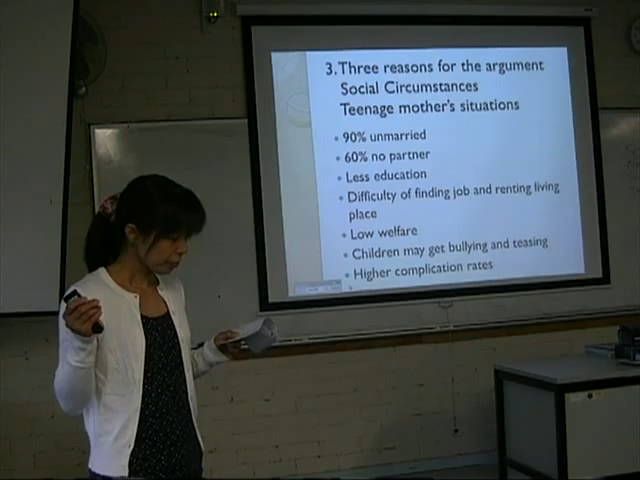 3. Three reasons for the argument
Social Circumstances
Teenage mother's situations
• 90% unmarried
• 60% no partner
• Less education
• Difficulty of finding job and renting living
place
• Low welfare
• Children may get bullying and teasing
• Higher complication rates